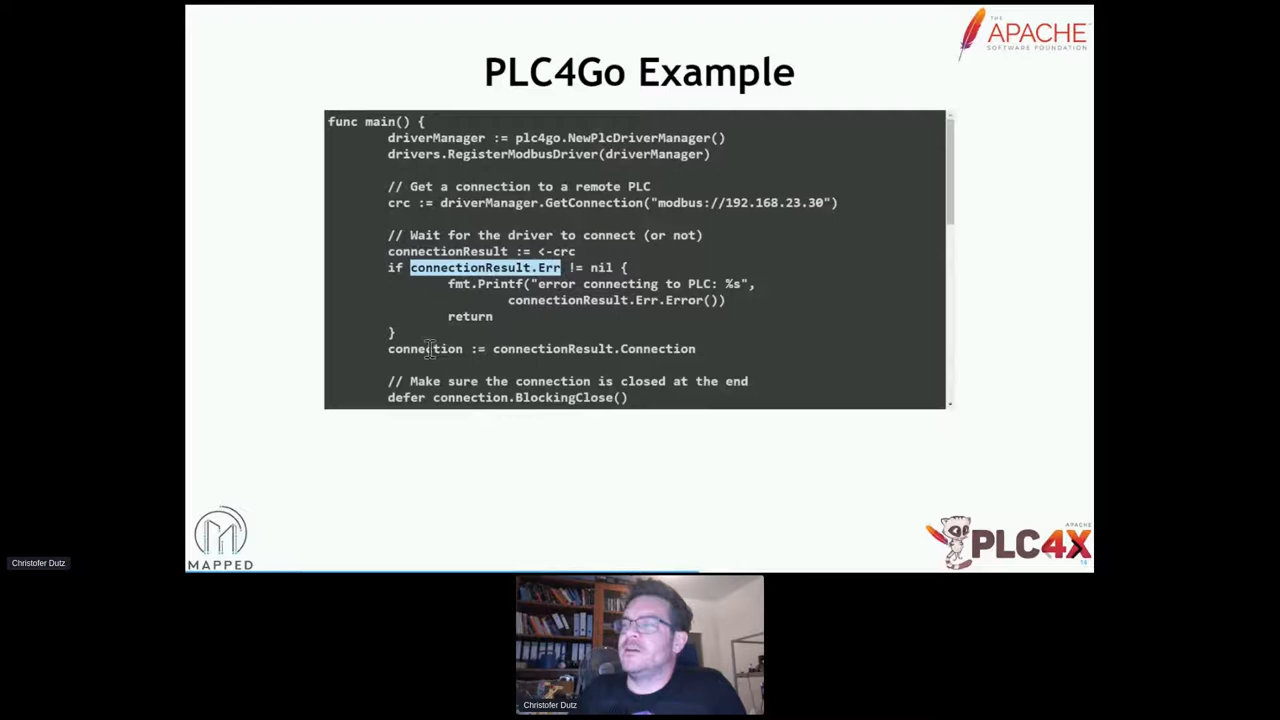 THE
APACHE
SOFTWARE FOUNDATION
PLC4Go Example
func main() {
driverManager := plc4go.NewPlcDriverManager()
drivers.RegisterModbusDriver(driverManager)
// Get a connection to a remote PLC
crc := driverManager.GetConnection("modbus://192.168.23.30")
// Wait for the driver to connect (or not)
connectionResult := <-crc
if connectionResult.Err != nil {
fmt.Printf("error connecting to PLC: %s",
connectionResult.Err.Error())
return
}
connection := connectionResult.Connection
// Make sure the connection is closed at the end
defer connection.BlockingClose()
MAPPED
APACHE
PLC4X
14
Christofer Dutz
Christofer Dutz